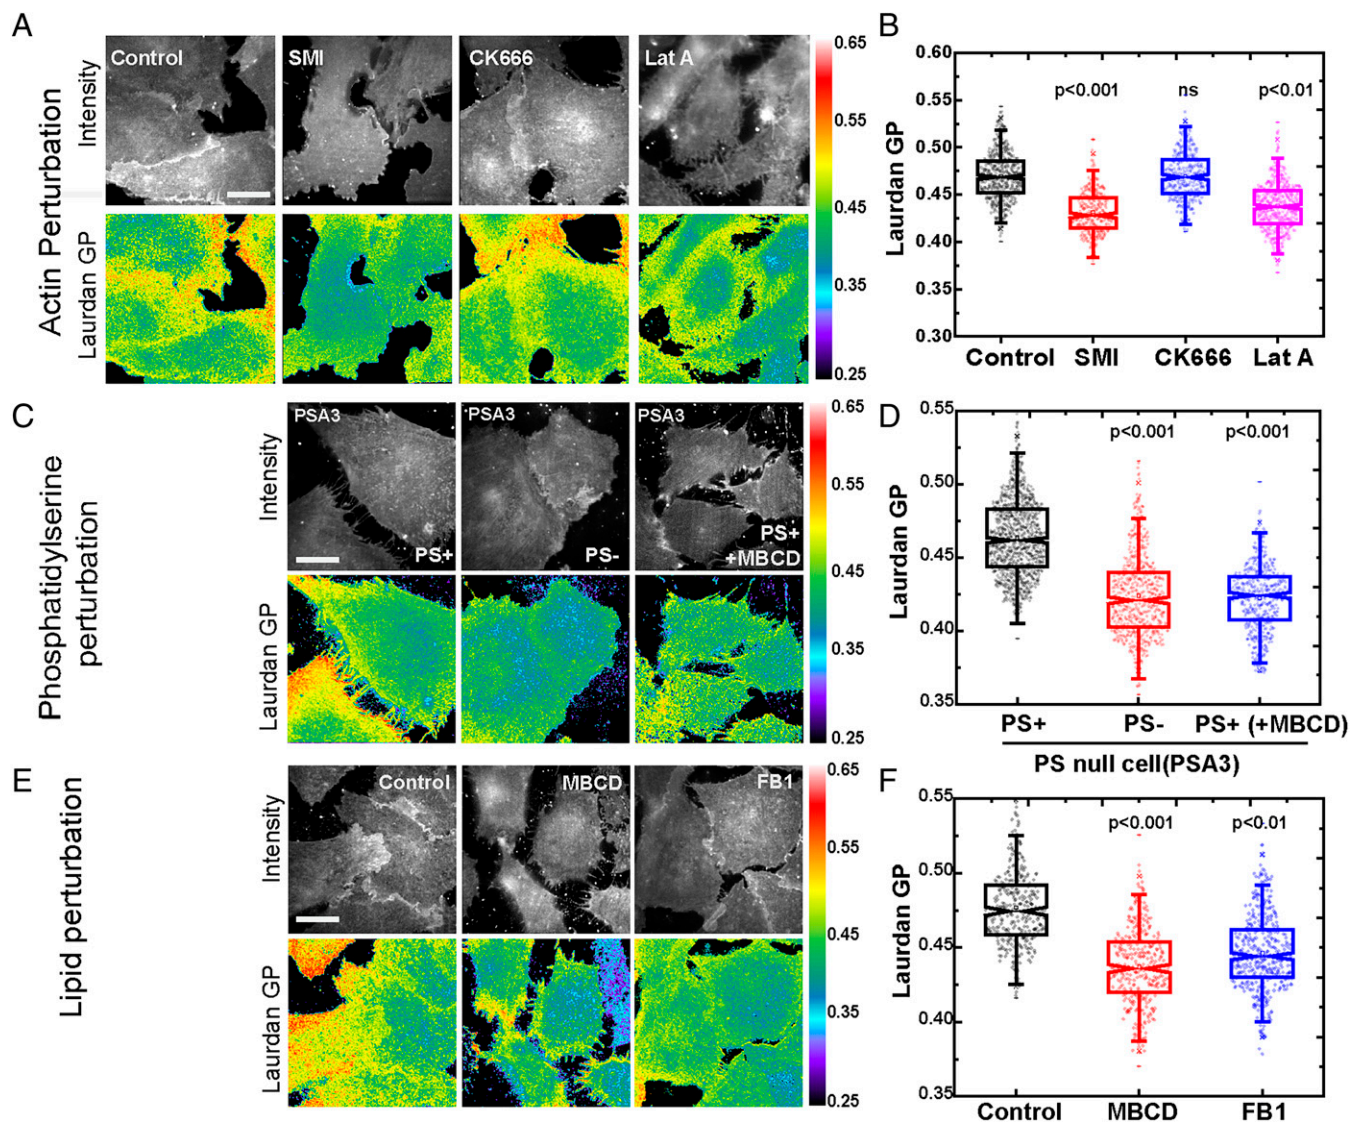 A
Actin Perturbation
Intensity
Laurdan GP
Control
SMI
CK666
Lat A
0.65
0.55
0.45
0.35
0.25
B
Laurdan GP
0.60
0.55
0.50
0.45
0.40
0.35
0.30
p<0.001
ns
p<0.01
Control
SMI
CK666
Lat A
C
Phosphatidylserine
perturbation
Intensity
Laurdan GP
PSA3
PS+
PSA3
PS-
PSA3
PS+
+MBCD
0.65
0.55
0.45
0.35
0.25
D
Laurdan GP
0.55
0.50
0.45
0.40
0.35
p<0.001
p<0.001
PS+
PS-
PS+ (+MBCD)
PS null cell(PSA3)
E
Lipid perturbation
Intensity
Laurdan GP
Control
MBCD
FB1
0.65
0.55
0.45
0.35
0.25
F
Laurdan GP
0.55
0.50
0.45
0.40
0.35
p<0.001
p<0.01
Control
MBCD
FB1